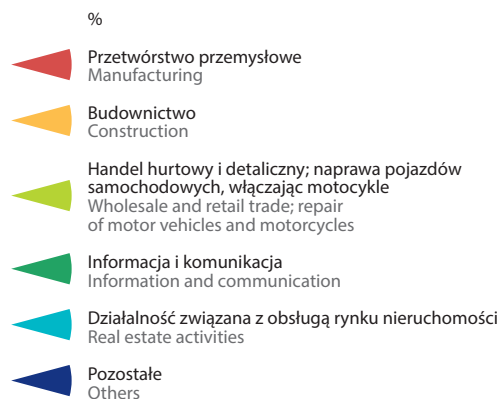 %
Przetwórstwo przemysłowe
Manufacturing
Budownictwo
Construction
Handel hurtowy i detaliczny; naprawa pojazdów
samochodowych, włączając motocykle
Wholesale and retail trade; repair
of motor vehicles and motorcycles
Informacja i komunikacja
Information and communication
Działalność związana z obsługą rynku nieruchomości
Real estate activities
Pozostałe
Others